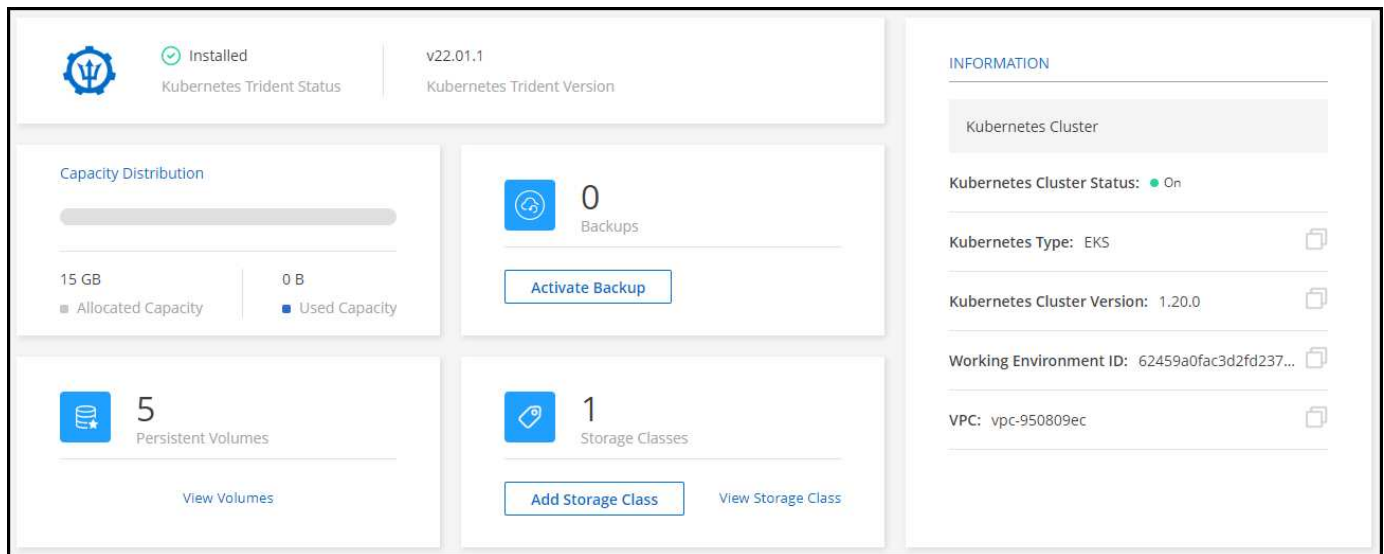 Installed
Kubernetes Trident Status
v22.01.1
Kubernetes Trident Version
Capacity Distribution
15 GB
Allocated Capacity
0 B
Used Capacity
0
Backups
Activate Backup
5
Persistent Volumes
View Volumes
1
Storage Classes
Add Storage Class
View Storage Class
INFORMATION
Kubernetes Cluster
Kubernetes Cluster Status: On
Kubernetes Type: EKS
Kubernetes Cluster Version: 1.20.0
Working Environment ID: 62459a0fac3d2fd237...
VPC: vpc-950809ec